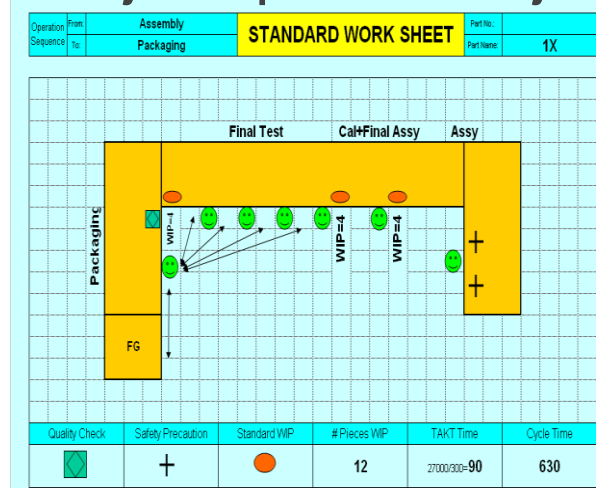 Operation Sequence
From: Assembly
To: Packaging
STANDARD WORK SHEET
Part No.:
Part Name: 1X
Final Test Cal+Final Assy Assy
WIP=4
WIP=4
WIP=4
Packaging
FG
Quality Check Safety Precaution Standard WIP # Pieces WIP TAKT Time Cycle Time
12 27000/300=90 630